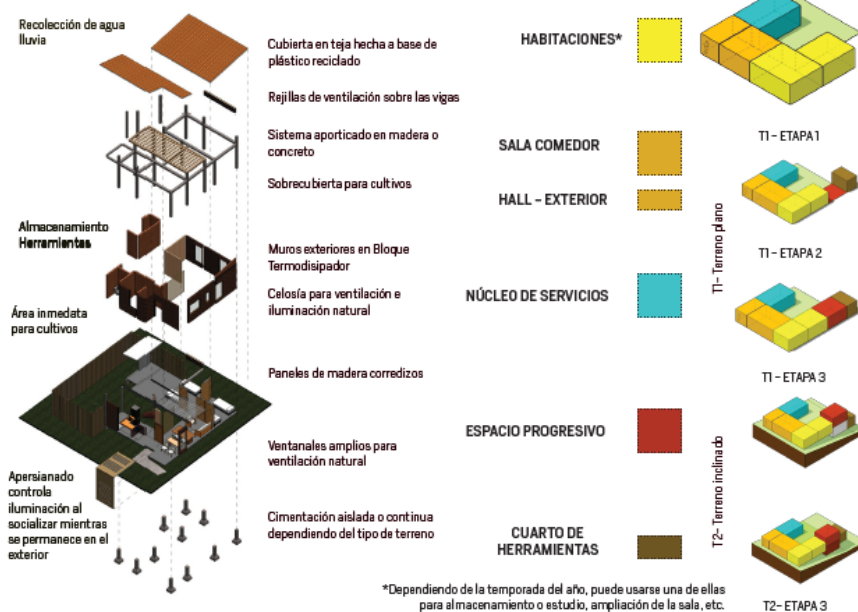 Recolección de agua
lluvia
Almacenamiento
Herramientas
Área inmedata
para cultivos
Apersianado
controla
iluminación al
socializar mientras
se permanece en el
exterior
Cubierta en teja hecha a base de
plástico reciclado
Rejillas de ventilación sobre las vigas
Sistema aporticado en madera o
concreto
Sobrecubierta para cultivos
Muros exteriores en Bloque
Termodisipador
Celosía para ventilación e
iluminación natural
Paneles de madera corredizos
Ventanales amplios para
ventilación natural
Cimentación aislada o continua
dependiendo del tipo de terreno
HABITACIONES*
SALA COMEDOR
HALL - EXTERIOR
NÚCLEO DE SERVICIOS
ESPACIO PROGRESIVO
CUARTO DE
HERRAMIENTAS
T1- Terreno plano
T2- Terreno inclinado
T1- ETAPA 1
T1- ETAPA 2
T1- ETAPA 3
T2- ETAPA 3
*Dependiendo de la temporada del año, puede usarse una de ellas
para almacenamiento o estudio, ampliación de la sala, etc.